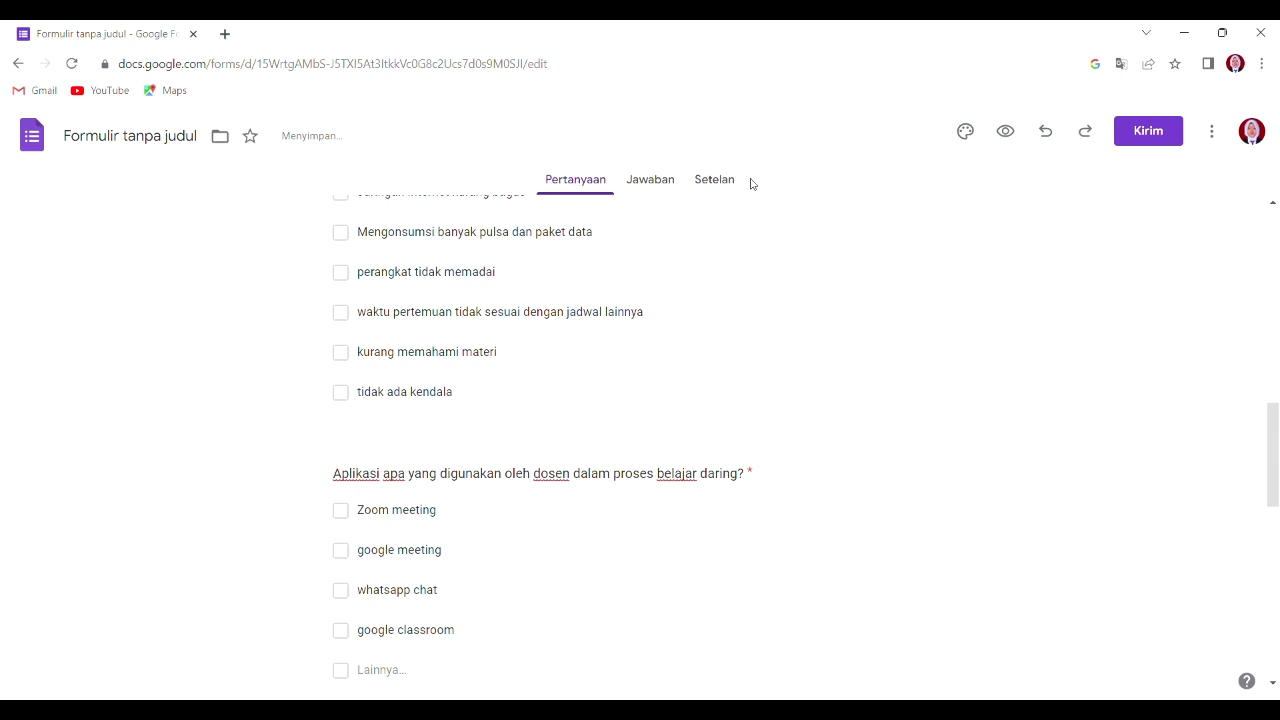 Formulir tanpa judul - Google Fo
docs.google.com/forms/d/15WrtgAMbS-J5TXI5At3ltkkVc0G8c2Ucs7d0s9M0SJI/edit
Gmail YouTube Maps
Formulir tanpa judul Menyimpan... Kirim
Pertanyaan Jawaban Setelan
Mengonsumsi banyak pulsa dan paket data
perangkat tidak memadai
waktu pertemuan tidak sesuai dengan jadwal lainnya
kurang memahami materi
tidak ada kendala
Aplikasi apa yang digunakan oleh dosen dalam proses belajar daring? *
Zoom meeting
google meeting
whatsapp chat
google classroom
Lainnya...